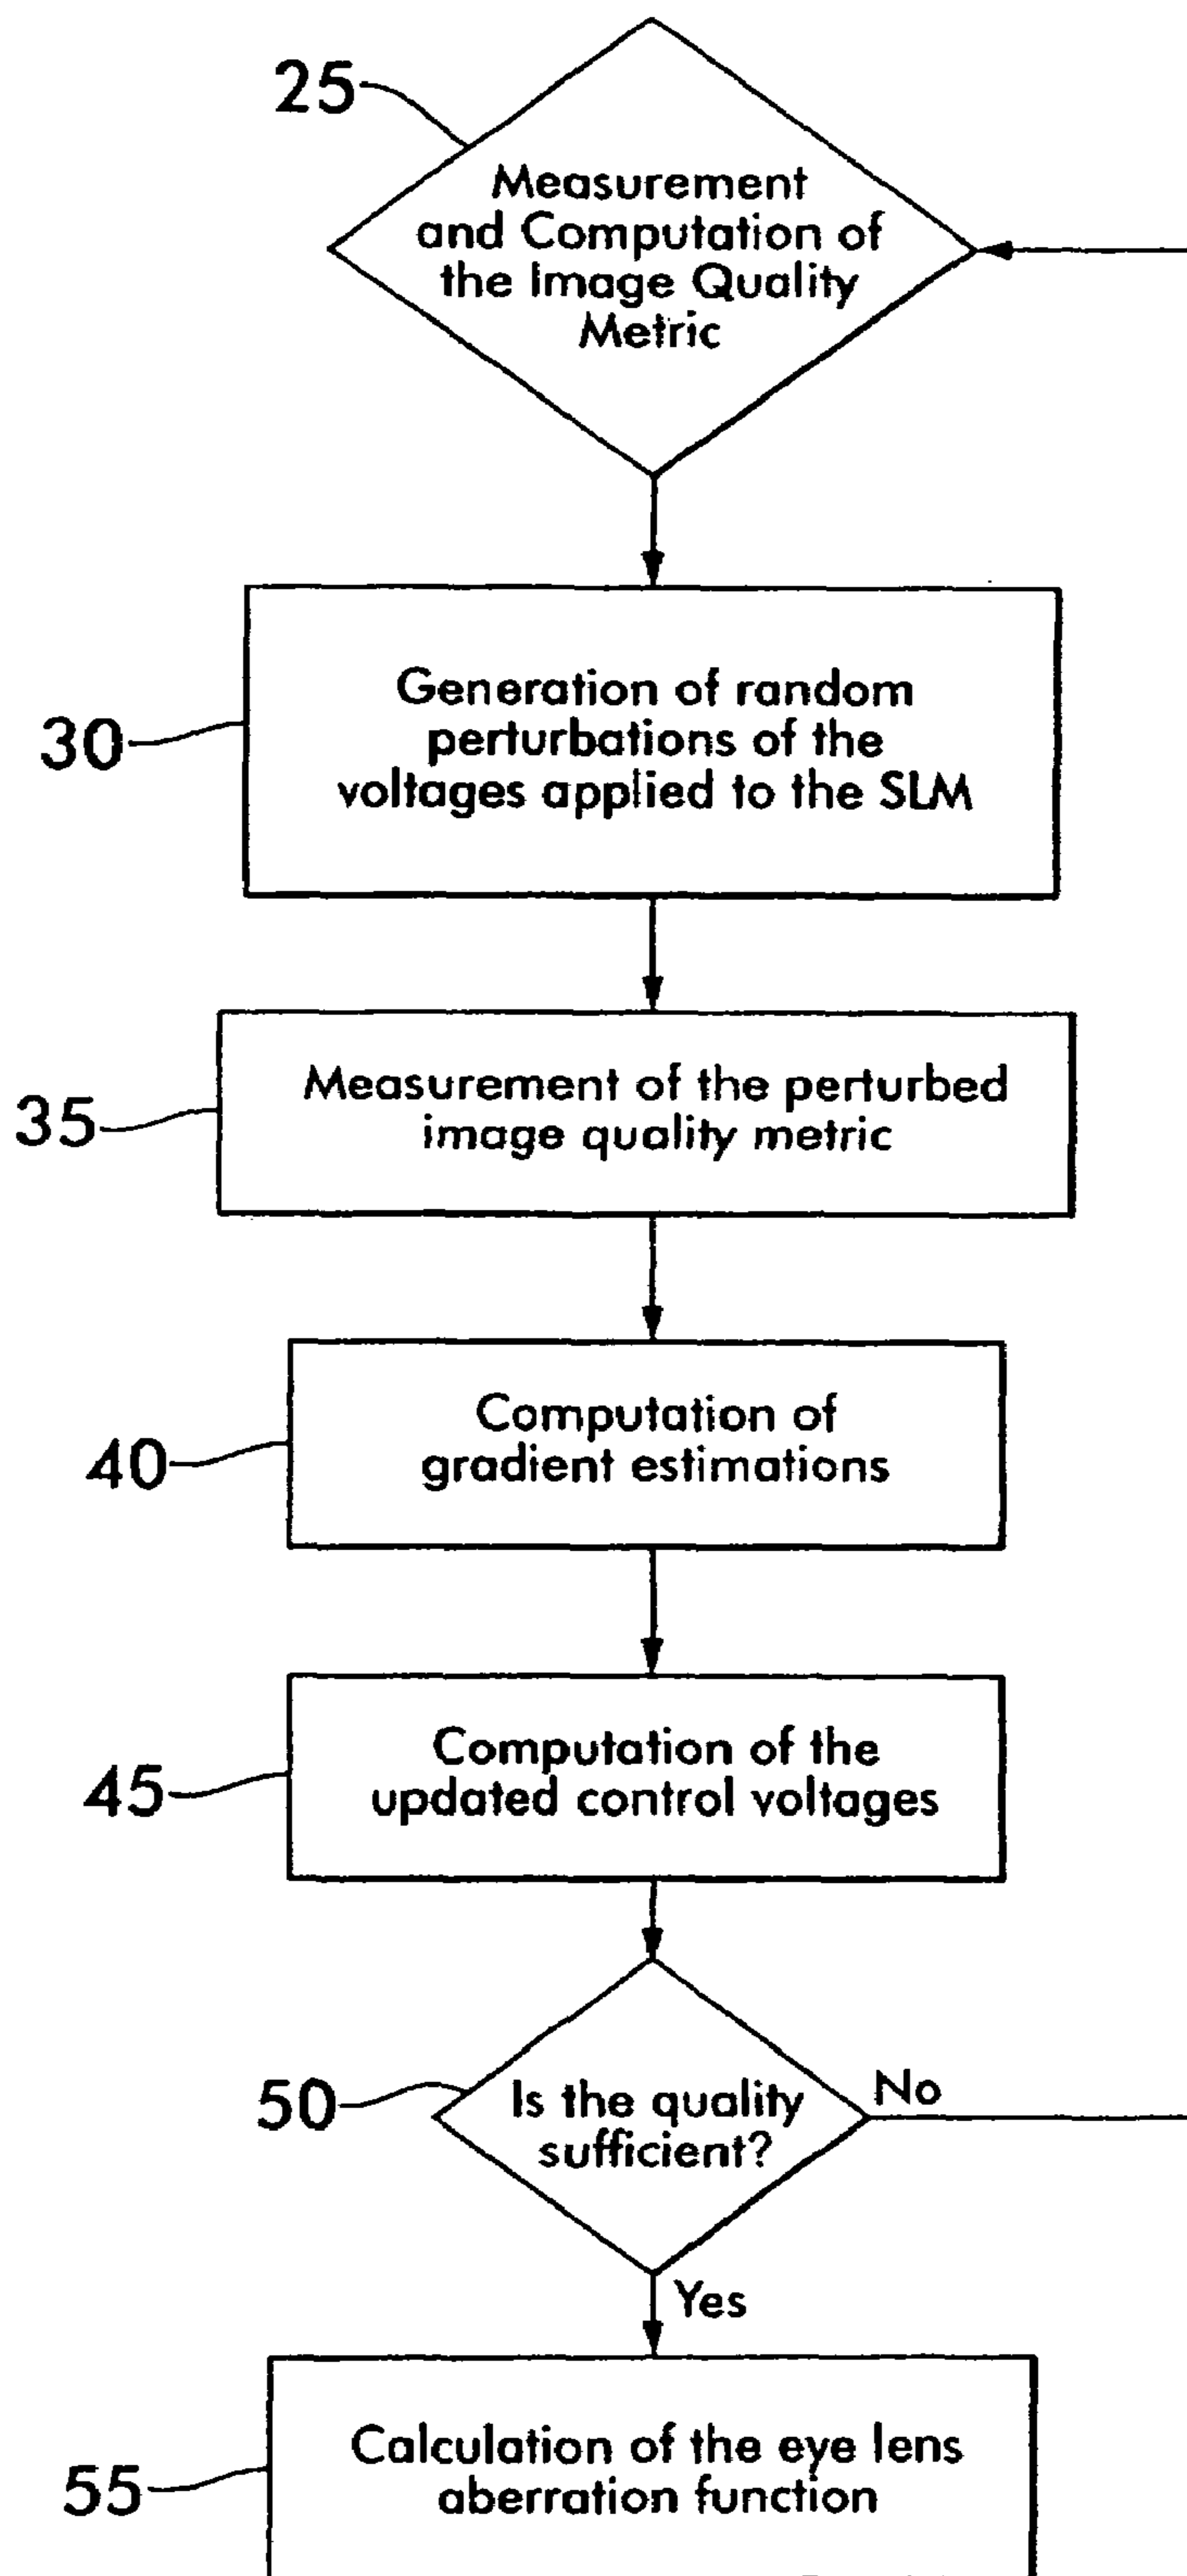 25
Measurement
and Computation of
the Image Quality
Metric
30
Generation of random
perturbations of the
voltages applied to the SLM
35
Measurement of the perturbed
image quality metric
40
Computation of
gradient estimations
45
Computation of the
updated control voltages
50
Is the quality
sufficient?
No
Yes
55
Calculation of the eye lens
aberration function